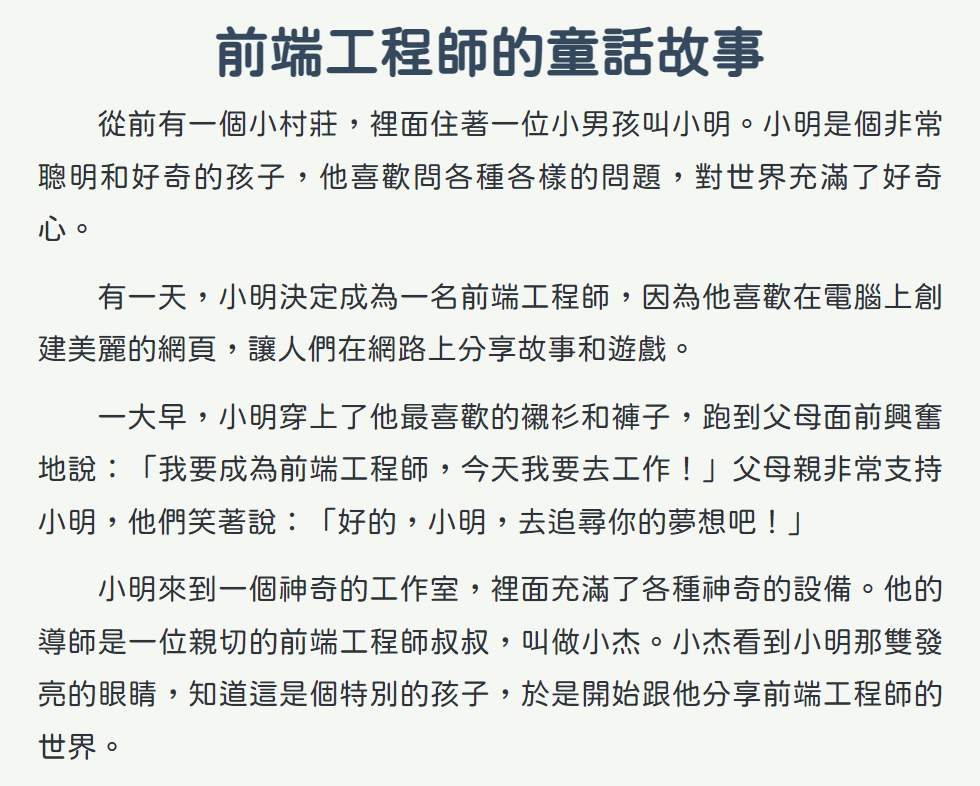 前端工程師的童話故事
從前有一個小村莊，裡面住著一位小男孩叫小明。小明是個非常
聰明和好奇的孩子，他喜歡問各種各樣的問題，對世界充滿了好奇
心。
有一天，小明決定成為一名前端工程師，因為他喜歡在電腦上創
建美麗的網頁，讓人們在網路上分享故事和遊戲。
一大早，小明穿上了他最喜歡的襯衫和褲子，跑到父母面前興奮
地說：「我要成為前端工程師，今天我要去工作！」父母親非常支持
小明，他們笑著說：「好的，小明，去追尋你的夢想吧！」
小明來到一個神奇的工作室，裡面充滿了各種神奇的設備。他的
導師是一位親切的前端工程師叔叔，叫做小杰。小杰看到小明那雙發
亮的眼睛，知道這是個特別的孩子，於是開始跟他分享前端工程師的
世界。